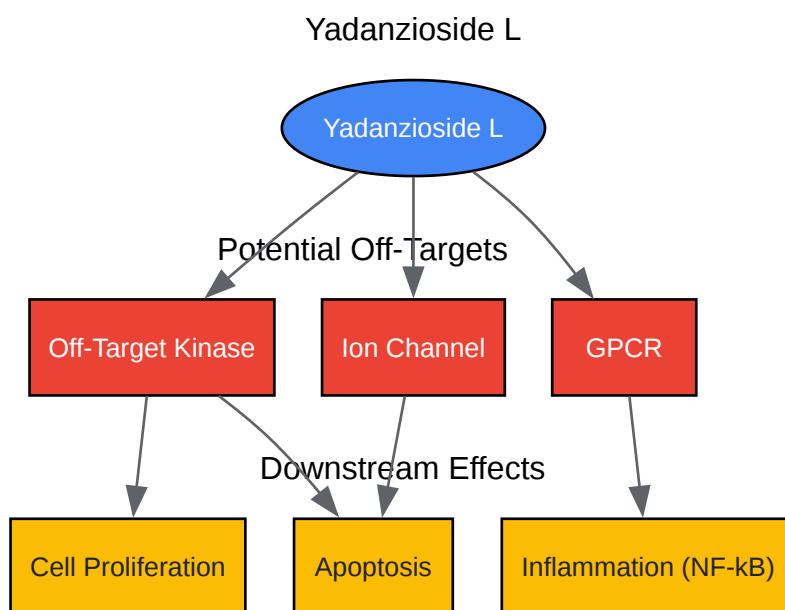 Yadanzioside L
Yadanzioside L
Potential Off-Targets
Off-Target Kinase
Ion Channel
GPCR
Downstream Effects
Cell Proliferation
Apoptosis
Inflammation (NF-kB)